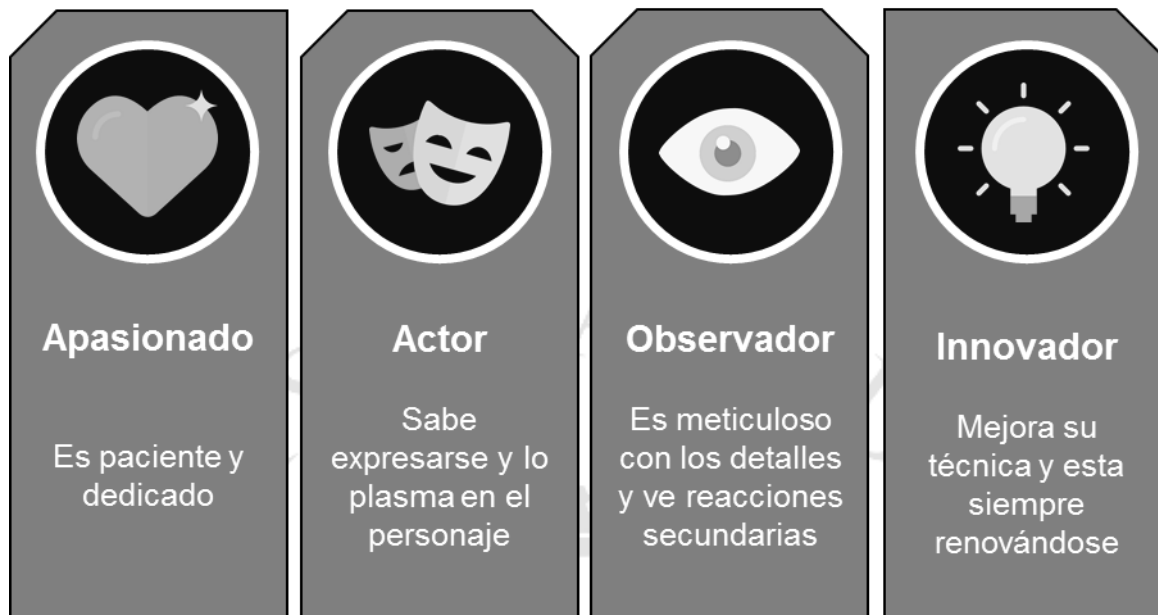 Apasionado
Es paciente y
dedicado
Actor
Sabe
expresarse y lo
plasma en el
personaje
Observador
Es meticuloso
con los detalles
y ve reacciones
secundarias
Innovador
Mejora su
técnica y esta
siempre
renovándose